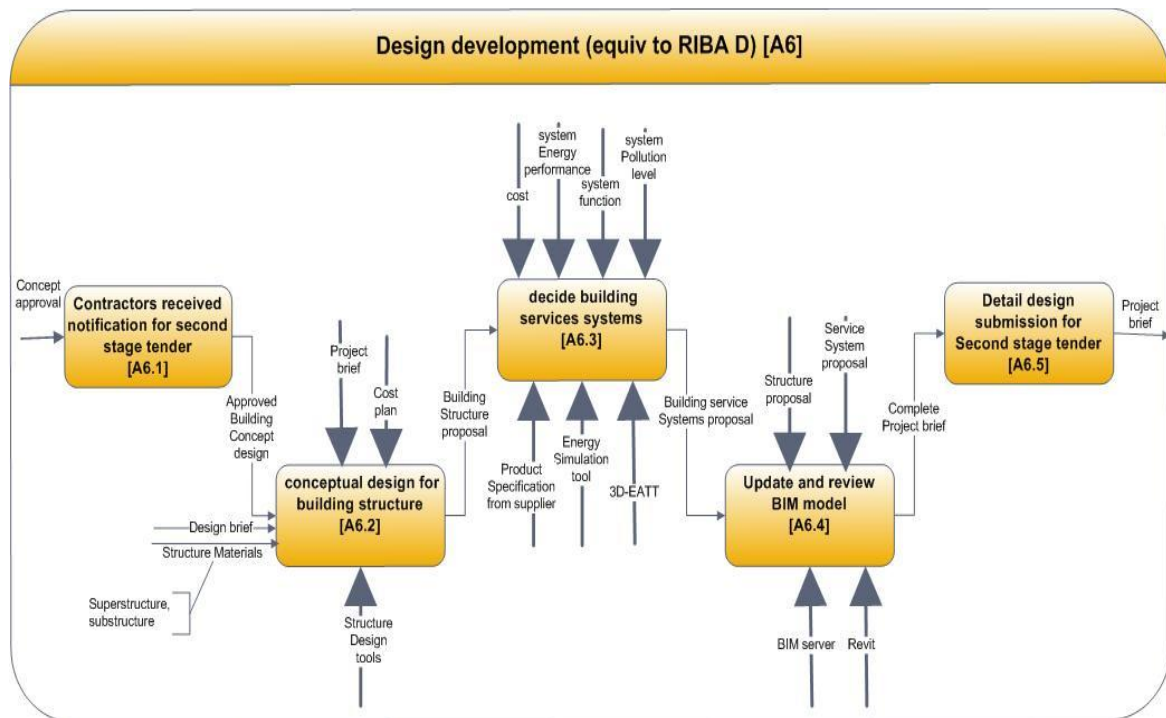 Design development (equiv to RIBA D) [A6]
cost
system
Energy
performance
system
function
system
Pollution
level
Concept
approval
Contractors received
notification for second
stage tender
[A6.1]
Approved
Building
Concept
design
Project
brief
Cost
plan
Building
Structure
proposal
decide building
services systems
[A6.3]
Building service
Systems proposal
Structure
proposal
Service
System
proposal
Complete
Project brief
Detail design
submission for
Second stage tender
[A6.5]
Project
brief
conceptual design for
building structure
[A6.2]
Design brief
Structure Materials
Superstructure,
substructure
Structure
Design
tools
Product
Specification
from supplier
Energy
Simulation
tool
3D-EATT
Update and review
BIM model
[A6.4]
BIM server
Revit